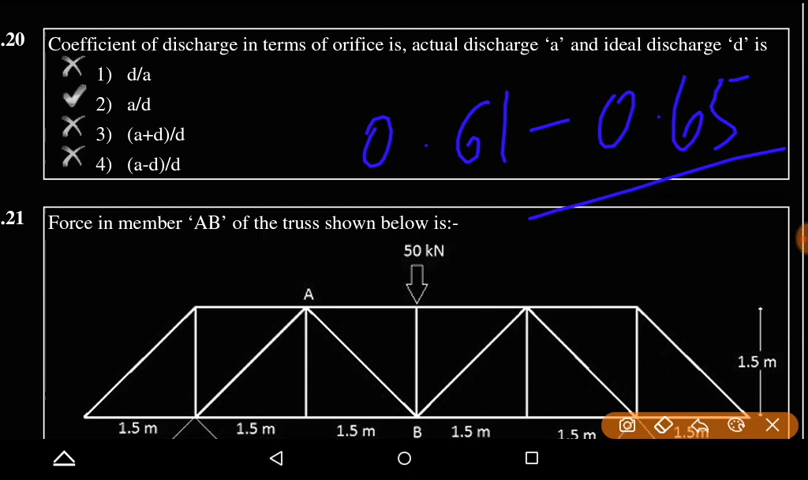 .20 Coefficient of discharge in terms of orifice is, actual discharge ‘a’ and ideal discharge ‘d’ is
1) d/a
2) a/d
3) (a+d)/d
4) (a-d)/d
0.61-0.65
.21 Force in member ‘AB’ of the truss shown below is:-
50 kN
A
1.5 m
1.5 m 1.5 m 1.5 m B 1.5 m 1.5 m 1.5m